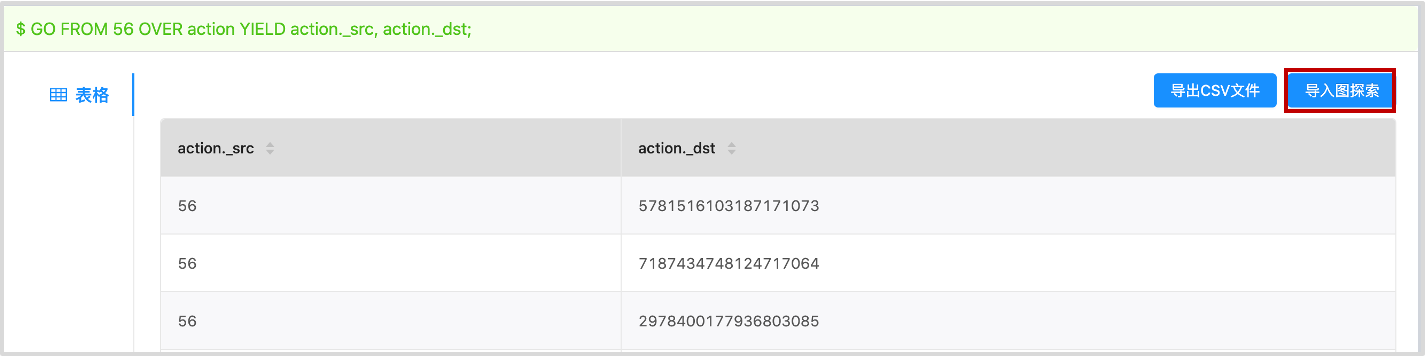 $ GO FROM 56 OVER action YIELD action._src, action._dst;
表格
导出CSV文件 导入图探索
action._src action._dst
56 5781516103187171073
56 7187434748124717064
56 2978400177936803085